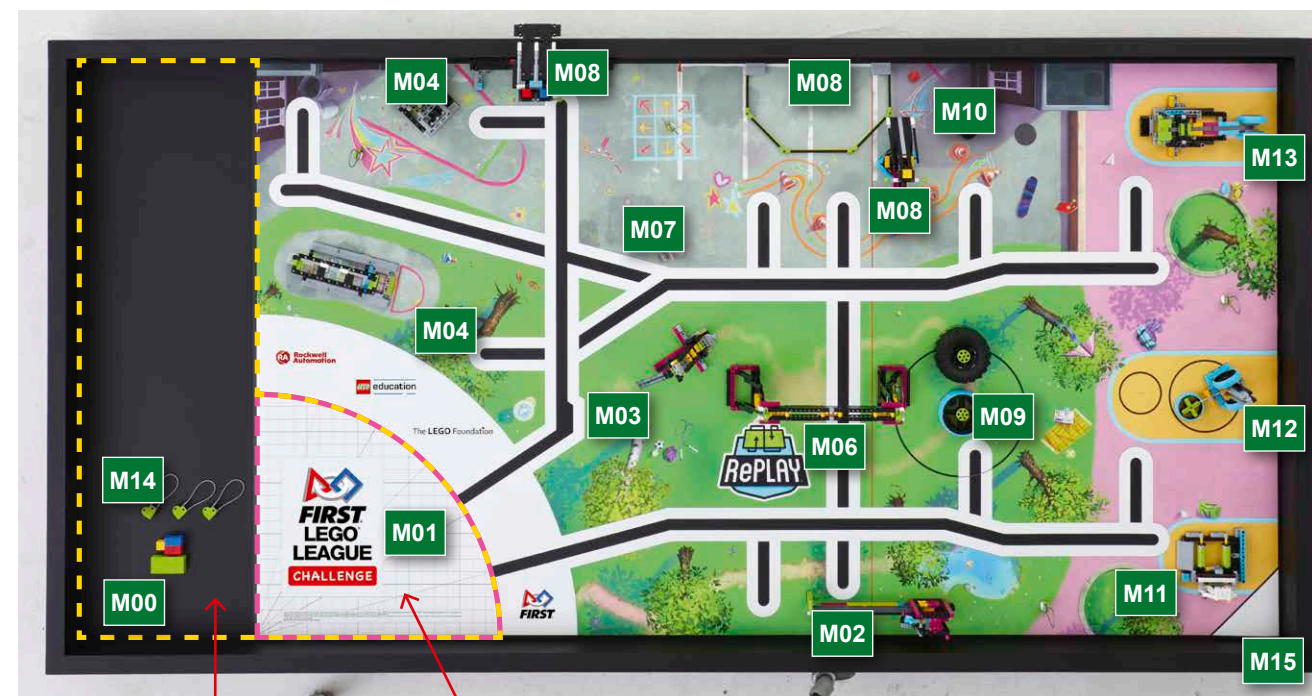 M04
M08
M08
M10
M13
M08
M07
M04
Rockwell
Automation
LEGO education
The LEGO Foundation
M03
M09
M12
M06
RePLAY
M14
FIRST
LEGO
LEAGUE
CHALLENGE
M01
M00
FIRST
M02
M11
M15